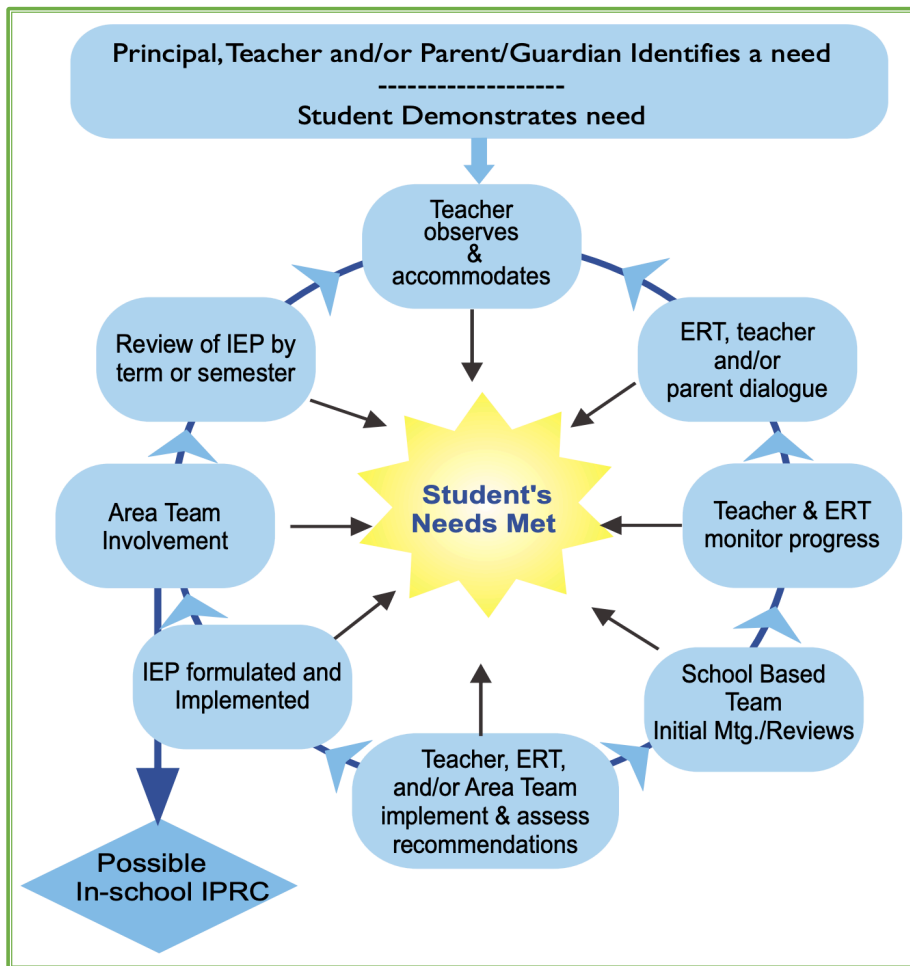 Principal, Teacher and/or Parent/Guardian Identifies a need
-------------------
Student Demonstrates need
Teacher
observes
&
accommodates
Review of IEP by
term or semester
ERT, teacher
and/or
parent dialogue
Student's
Needs Met
Area Team
Involvement
Teacher & ERT
monitor progress
IEP formulated and
Implemented
School Based
Team
Initial Mtg./Reviews
Teacher, ERT,
and/or Area Team
implement & assess
recommendations
Possible
In-school IPRC